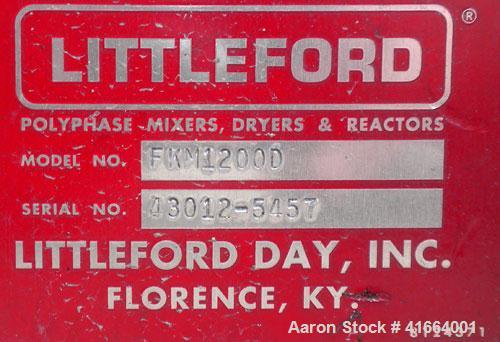 LITTLEFORD ®
POLYPHASE MIXERS, DRYERS & REACTORS
MODEL NO. FKM1200D
SERIAL NO. 43012-5457
LITTLEFORD DAY, INC.
FLORENCE, KY.
Aaron Stock # 41664001